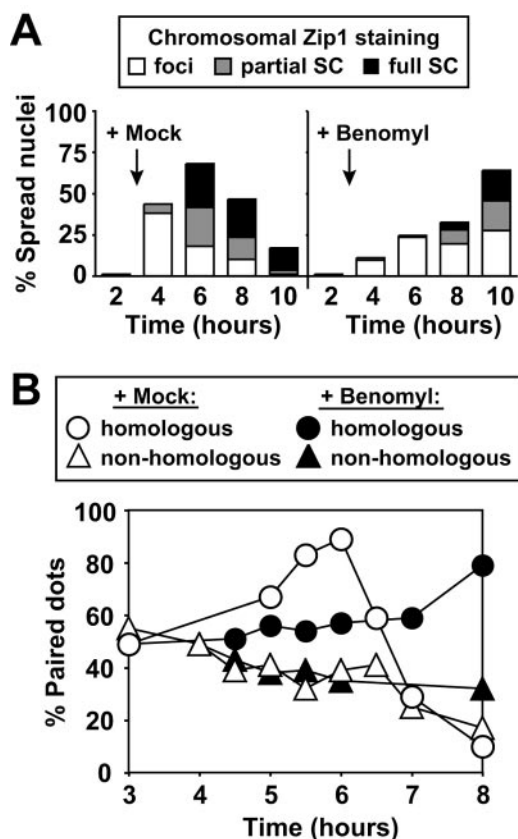 A
Chromosomal Zip1 staining
foci partial SC full SC
% Spread nuclei
100
75
50
25
0
+ Mock
+ Benomyl
2 4 6 8 10 2 4 6 8 10
Time (hours) Time (hours)
B
+ Mock: + Benomyl:
homologous homologous
non-homologous non-homologous
% Paired dots
100
80
60
40
20
0
3 4 5 6 7 8
Time (hours)